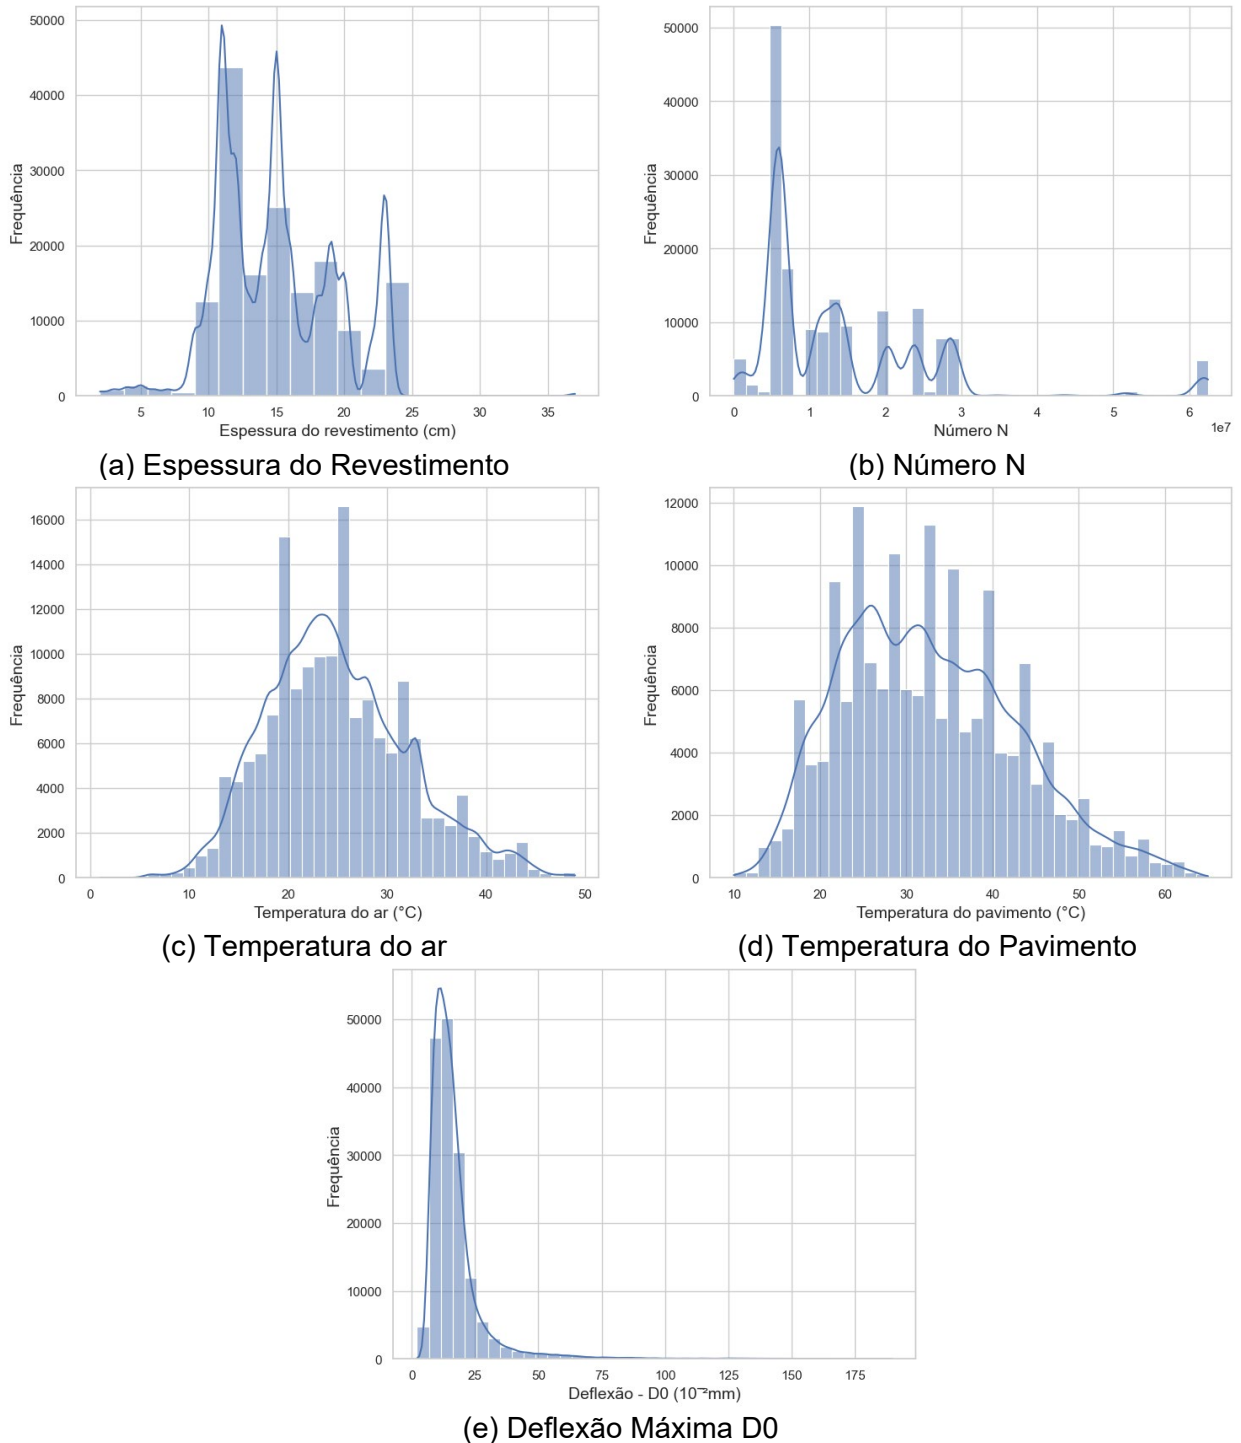 50000
40000
30000
20000
10000
0
Frequência
5 10 15 20 25 30 35
Espessura do revestimento (cm)
(a) Espessura do Revestimento
50000
40000
30000
20000
10000
0
Frequência
0 1 2 3 4 5 6
1e7
Número N
(b) Número N
16000
14000
12000
10000
8000
6000
4000
2000
0
Frequência
0 10 20 30 40 50
Temperatura do ar (°C)
(c) Temperatura do ar
12000
10000
8000
6000
4000
2000
0
Frequência
10 20 30 40 50 60
Temperatura do pavimento (°C)
(d) Temperatura do Pavimento
50000
40000
30000
20000
10000
0
Frequência
0 25 50 75 100 125 150 175
Deflexão - D0 (10⁻²mm)
(e) Deflexão Máxima D0